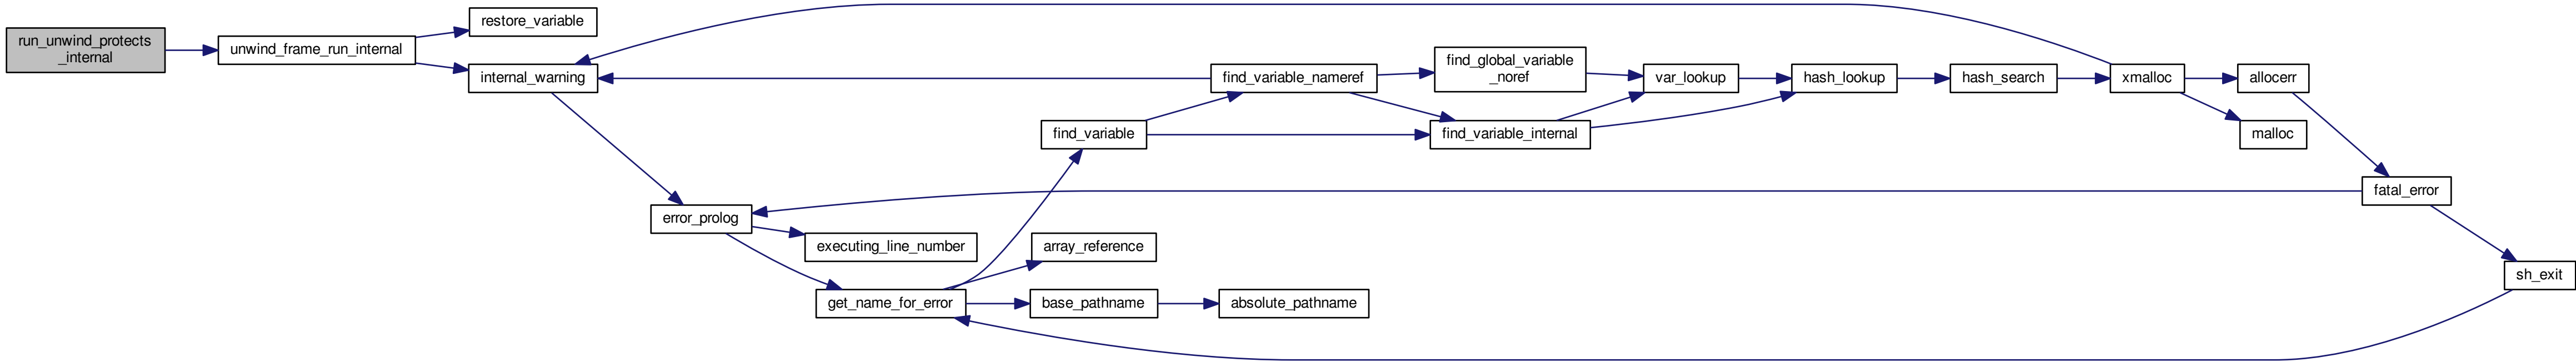 run_unwind_protects
_internal
unwind_frame_run_internal
restore_variable
internal_warning
error_prolog
executing_line_number
get_name_for_error
find_variable
array_reference
base_pathname
absolute_pathname
find_variable_nameref
find_global_variable
_noref
find_variable_internal
var_lookup
hash_lookup
hash_search
xmalloc
allocerr
malloc
fatal_error
sh_exit